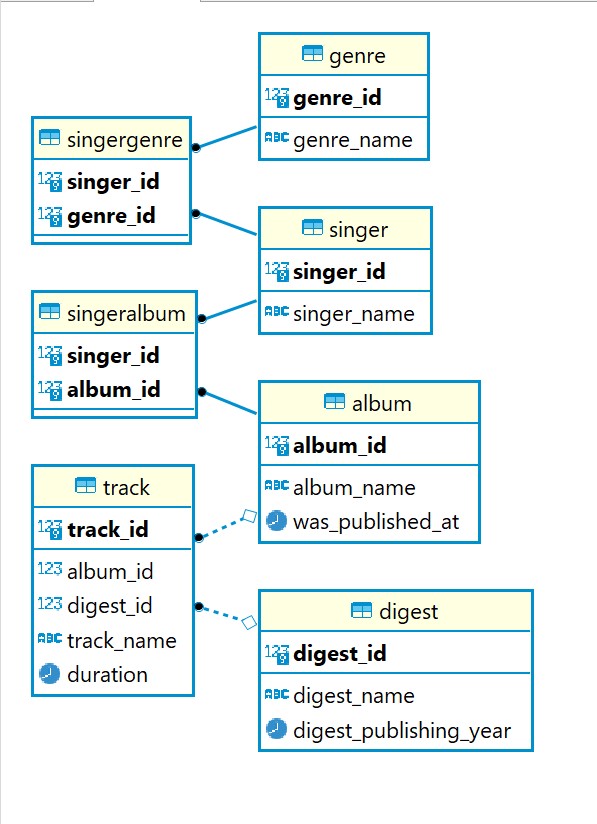 genre
genre_id
genre_name
singergenre
singer_id
genre_id
singer
singer_id
singer_name
singeralbum
singer_id
album_id
album
album_id
album_name
was_published_at
track
track_id
album_id
digest_id
track_name
duration
digest
digest_id
digest_name
digest_publishing_year